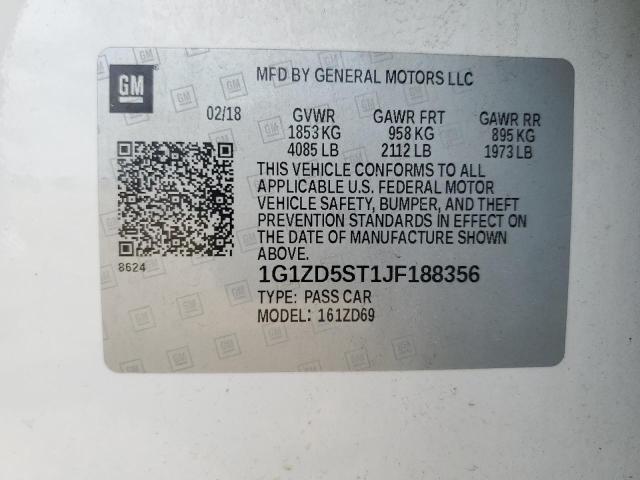 GM
MFD BY GENERAL MOTORS LLC
02/18 GVWR GAWR FRT GAWR RR
1853 KG 958 KG 895 KG
4085 LB 2112 LB 1973 LB
THIS VEHICLE CONFORMS TO ALL
APPLICABLE U.S. FEDERAL MOTOR
VEHICLE SAFETY, BUMPER, AND THEFT
PREVENTION STANDARDS IN EFFECT ON
THE DATE OF MANUFACTURE SHOWN
ABOVE.
8624
1G1ZD5ST1JF188356
TYPE: PASS CAR
MODEL: 161ZD69